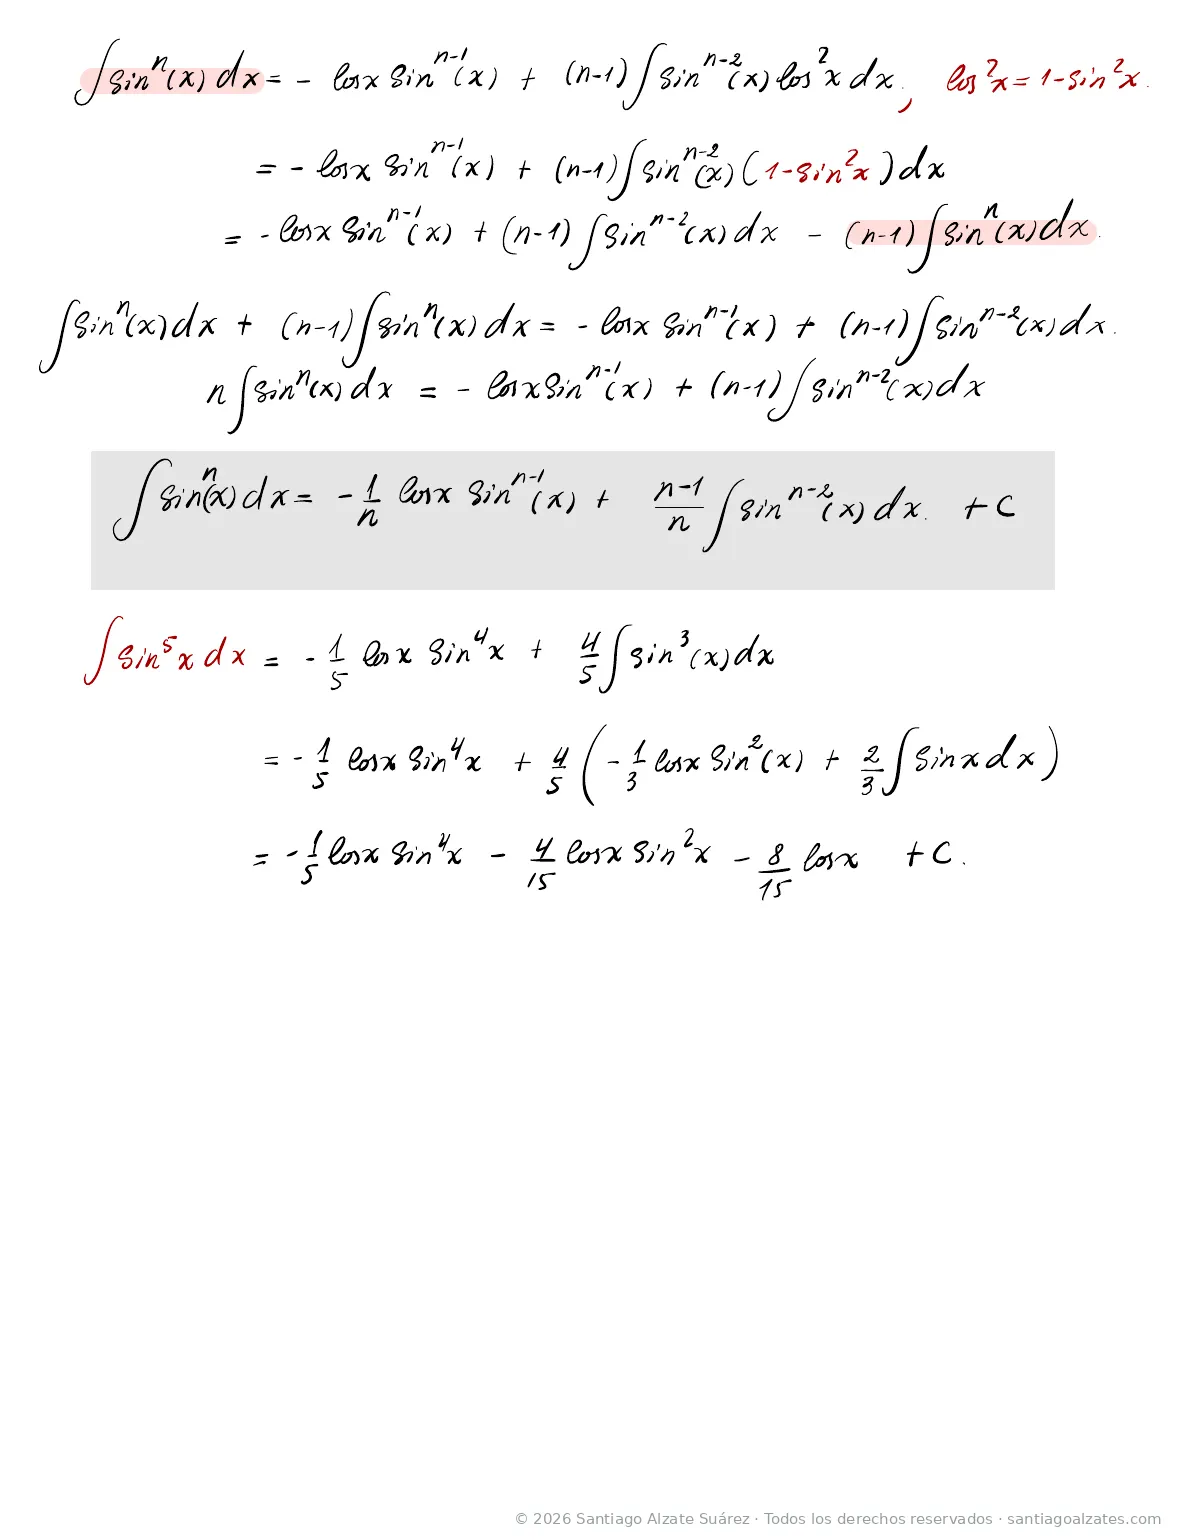 ∫sinⁿ(x) dx = - cosx sinⁿ⁻¹(x) + (n-1)∫sinⁿ⁻²(x) cos²x dx, cos²x = 1-sin²x.
= - cosx sinⁿ⁻¹(x) + (n-1)∫sinⁿ⁻²(x)(1-sin²x)dx
= - cosx sinⁿ⁻¹(x) + (n-1)∫sinⁿ⁻²(x)dx - (n-1)∫sinⁿ(x)dx.
∫sinⁿ(x)dx + (n-1)∫sinⁿ(x)dx = - cosx sinⁿ⁻¹(x) + (n-1)∫sinⁿ⁻²(x)dx.
n∫sinⁿ(x)dx = - cosx sinⁿ⁻¹(x) + (n-1)∫sinⁿ⁻²(x)dx
∫sinⁿ(x)dx = - 1/n cosx sinⁿ⁻¹(x) + (n-1)/n ∫sinⁿ⁻²(x)dx. + C
∫sin⁵x dx = - 1/5 cosx sin⁴x + 4/5 ∫sin³(x)dx
= - 1/5 cosx sin⁴x + 4/5 (- 1/3 cosx sin²(x) + 2/3 ∫sinx dx)
= - 1/5 cosx sin⁴x - 4/15 cosx sin²x - 8/15 cosx + C.
© 2026 Santiago Alzate Suárez · Todos los derechos reservados · santiagoalzates.com